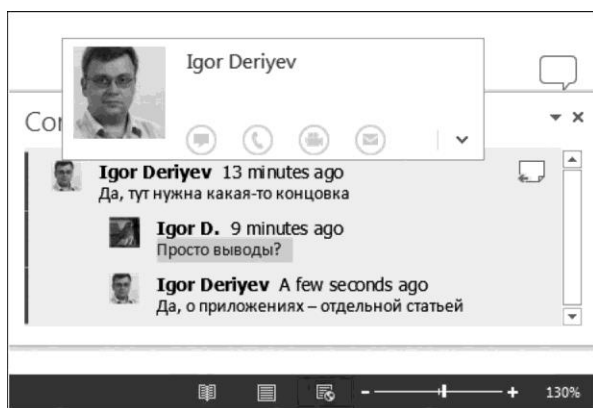 Igor Deriyev
Co
Igor Deriyev 13 minutes ago
Да, тут нужна какая-то концовка
Igor D. 9 minutes ago
Просто выводы?
Igor Deriyev A few seconds ago
Да, о приложениях – отдельной статьей
130%